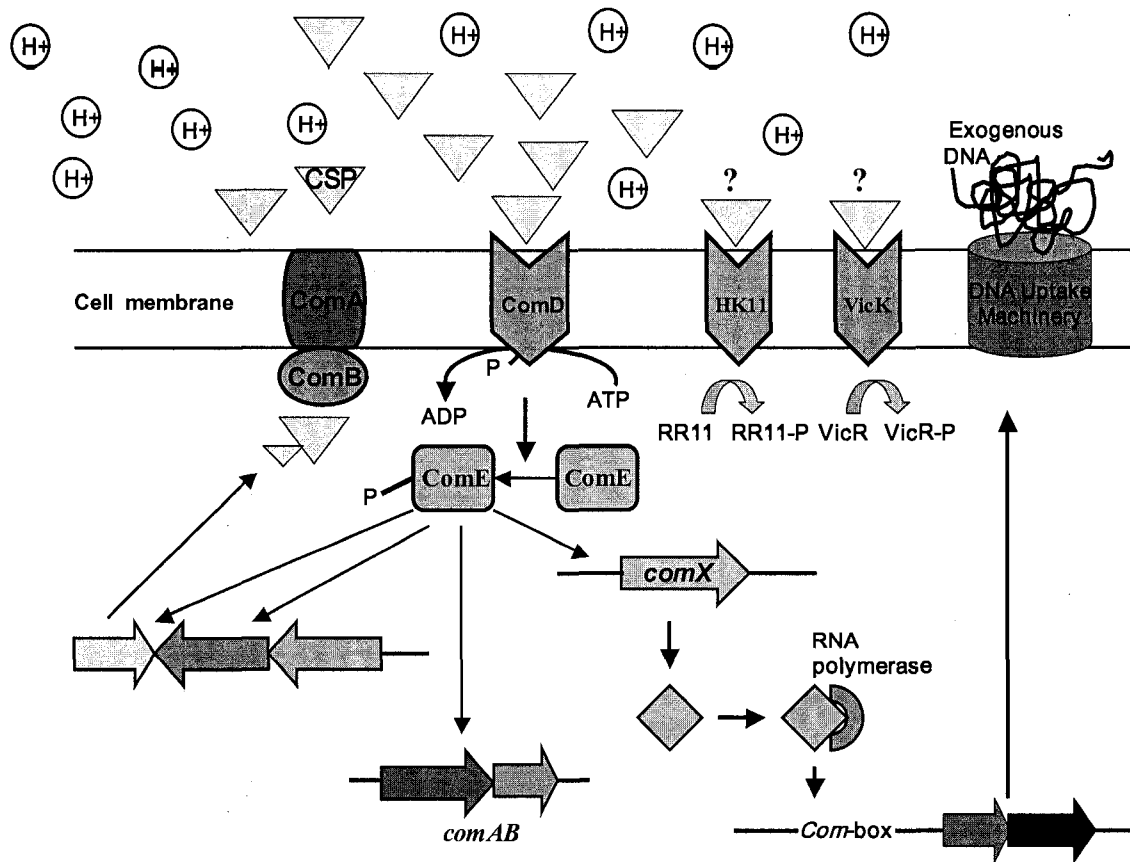 H+
H+
H+
H+
H+
H+
H+
H+
H+
H+
H+
H+
Exogenous
DNA
CSP
?
?
Cell membrane
ComA
ComD
HK11
VicK
DNA Uptake
Machinery
ComB
P
ADP
ATP
RR11
RR11-P
VicR
VicR-P
P
ComE
ComE
comX
RNA
polymerase
comAB
Com-box